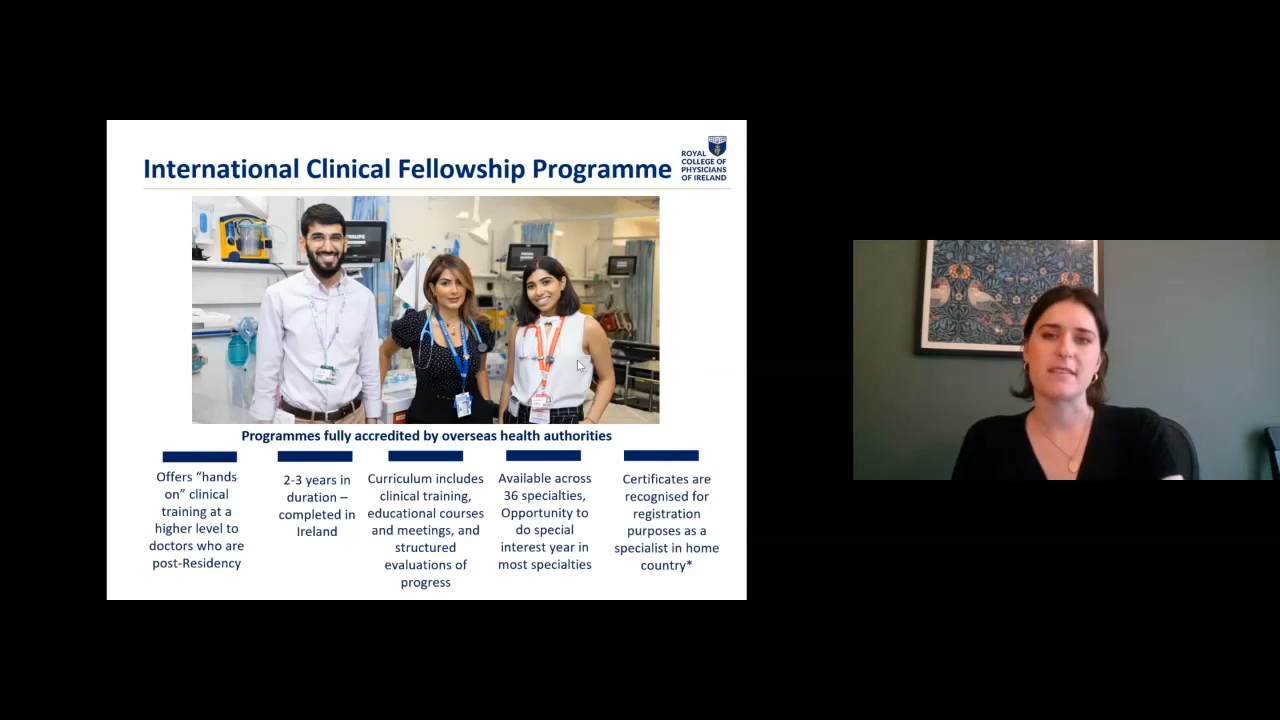 International Clinical Fellowship Programme
ROYAL
COLLEGE OF
PHYSICIANS
OF IRELAND
PHILIPS
Programmes fully accredited by overseas health authorities
Offers “hands
on” clinical
training at a
higher level to
doctors who are
post-Residency
2-3 years in
duration –
completed in
Ireland
Curriculum includes
clinical training,
educational courses
and meetings, and
structured
evaluations of
progress
Available across
36 specialties,
Opportunity to
do special
interest year in
most specialties
Certificates are
recognised for
registration
purposes as a
specialist in home
country*